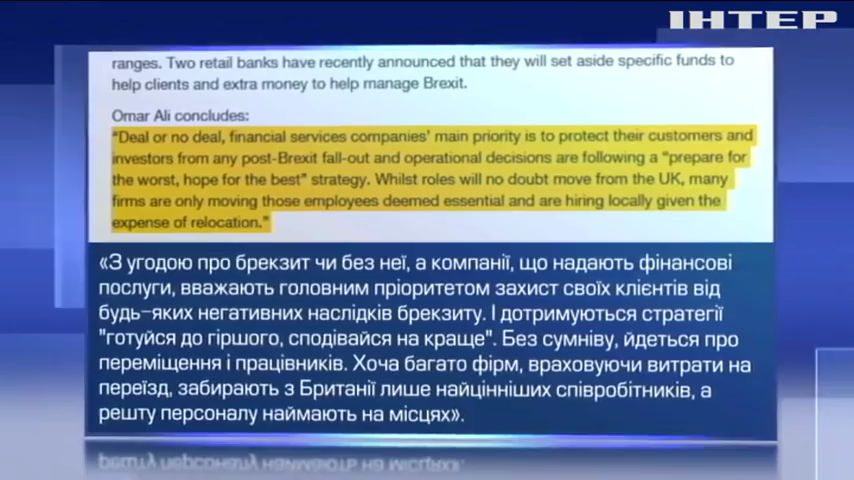 ІНТЕР
ranges. Two retail banks have recently announced that they will set aside specific funds to
help clients and extra money to help manage Brexit.
Omar Ali concludes:
"Deal or no deal, financial services companies' main priority is to protect their customers and
investors from any post-Brexit fall-out and operational decisions are following a "prepare for
the worst, hope for the best" strategy. Whilst roles will no doubt move from the UK, many
firms are only moving those employees deemed essential and are hiring locally given the
expense of relocation."
«З угодою про брекзит чи без неї, а компанії, що надають фінансові
послуги, вважають головним пріоритетом захист своїх клієнтів від
будь-яких негативних наслідків брекзиту. І дотримуються стратегії
"готуйся до гіршого, сподівайся на краще". Без сумніву, йдеться про
переміщення і працівників. Хоча багато фірм, враховуючи витрати на
переїзд, забирають з Британії лише найцінніших співробітників, а
решту персоналу наймають на місцях».